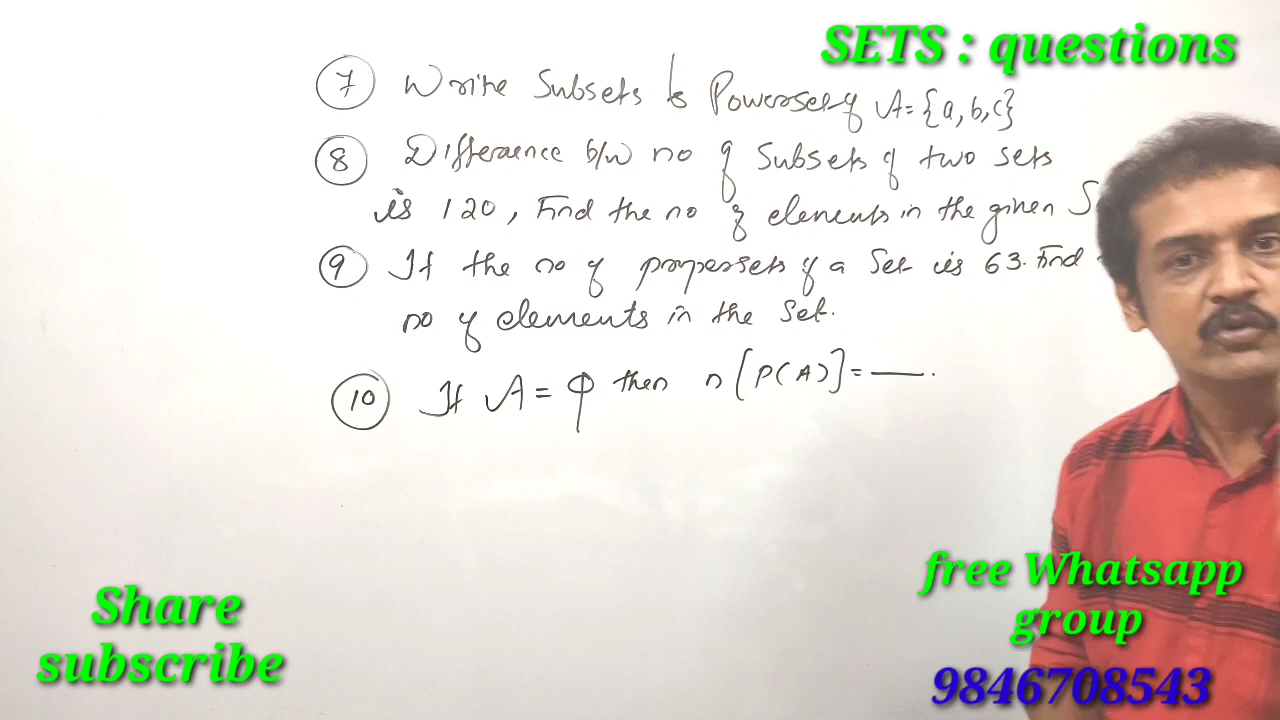 SETS : questions
7 Write Subsets & Powerset of A = {a, b, c}
8 Difference b/w no of Subsets of two sets
is 120, Find the no of elements in the given S
9 If the no of propersets of a Set is 63. Find
no of elements in the Set.
10 If A = φ then n[P(A)] = ___.
Share
subscribe
free Whatsapp
group
9846708543